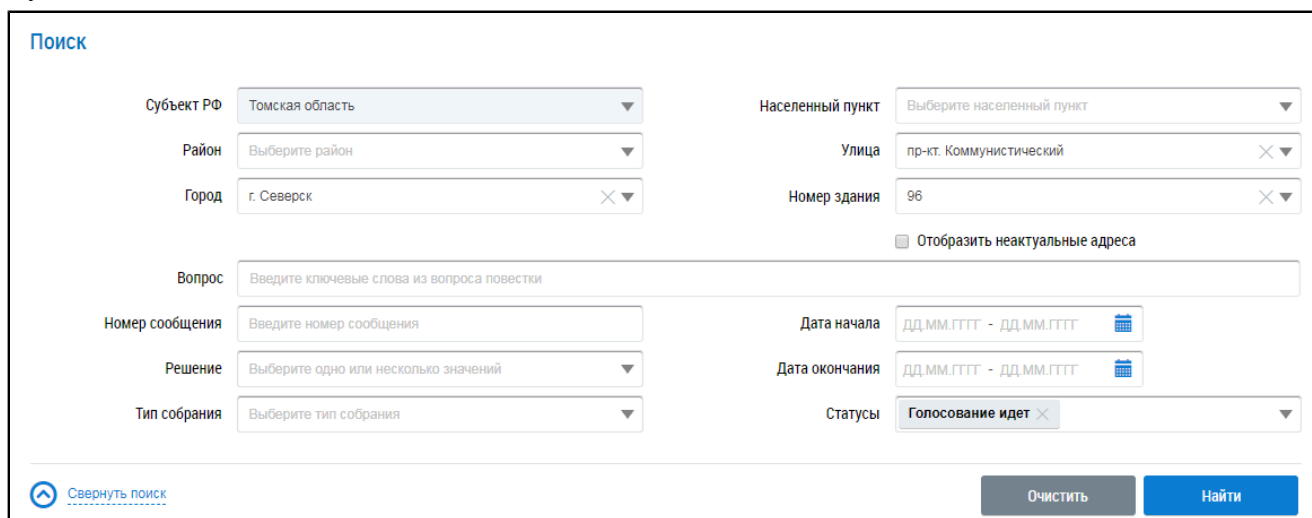 Поиск
Субъект РФ Томская область Населенный пункт Выберите населенный пункт
Район Выберите район Улица пр-кт. Коммунистический
Город г. Северск Номер здания 96
Отобразить неактуальные адреса
Вопрос Введите ключевые слова из вопроса повестки
Номер сообщения Введите номер сообщения Дата начала ДД.ММ.ГГГГ - ДД.ММ.ГГГГ
Решение Выберите одно или несколько значений Дата окончания ДД.ММ.ГГГГ - ДД.ММ.ГГГГ
Тип собрания Выберите тип собрания Статусы Голосование идет
Свернуть поиск Очистить Найти